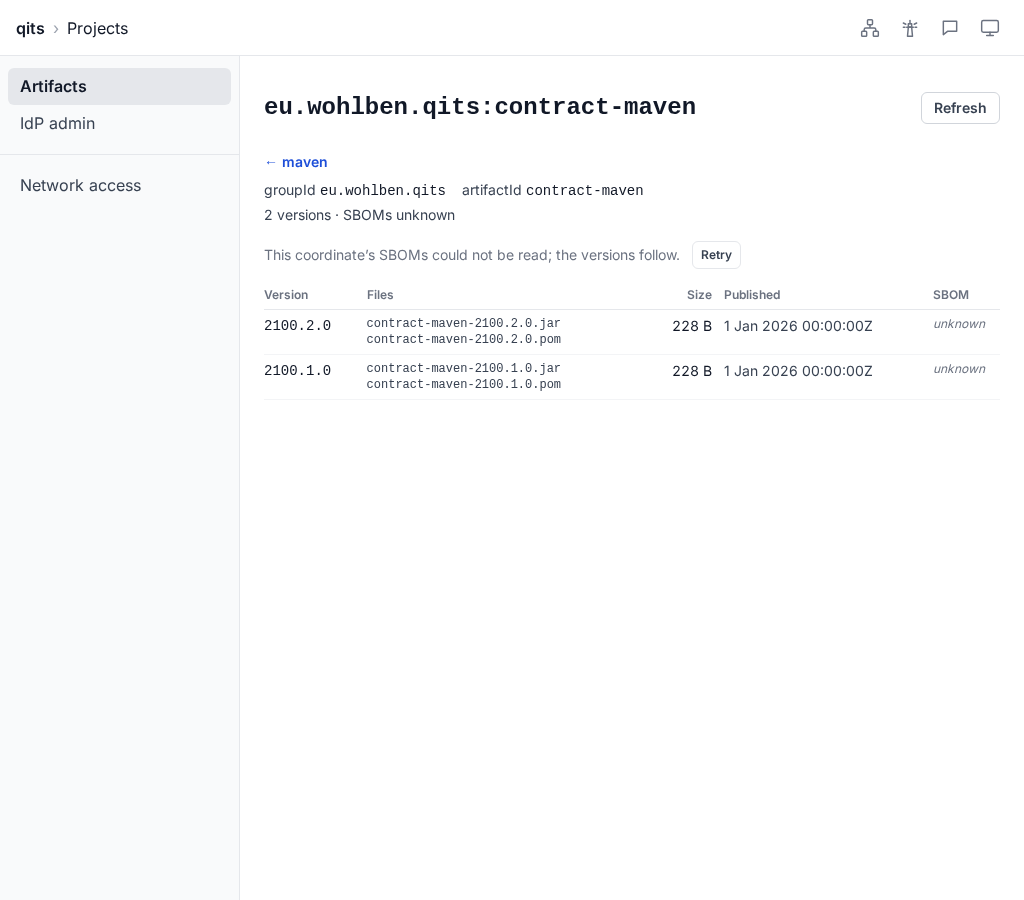 qits › Projects
Artifacts
IdP admin
Network access
eu.wohlben.qits:contract-maven
Refresh
← maven
groupId eu.wohlben.qits artifactId contract-maven
2 versions · SBOMs unknown
This coordinate’s SBOMs could not be read; the versions follow. Retry
Version Files Size Published SBOM
2100.2.0 contract-maven-2100.2.0.jar 228 B 1 Jan 2026 00:00:00Z unknown
contract-maven-2100.2.0.pom
2100.1.0 contract-maven-2100.1.0.jar 228 B 1 Jan 2026 00:00:00Z unknown
contract-maven-2100.1.0.pom